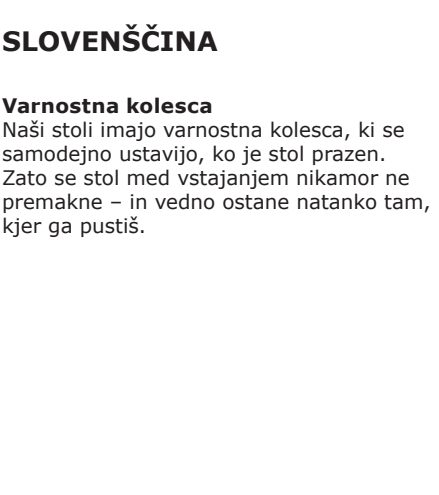 SLOVENŠČINA
Varnostna kolesca
Naši stoli imajo varnostna kolesca, ki se
samodejno ustavijo, ko je stol prazen.
Zato se stol med vstajanjem nikamor ne
premakne – in vedno ostane natanko tam,
kjer ga pustiš.